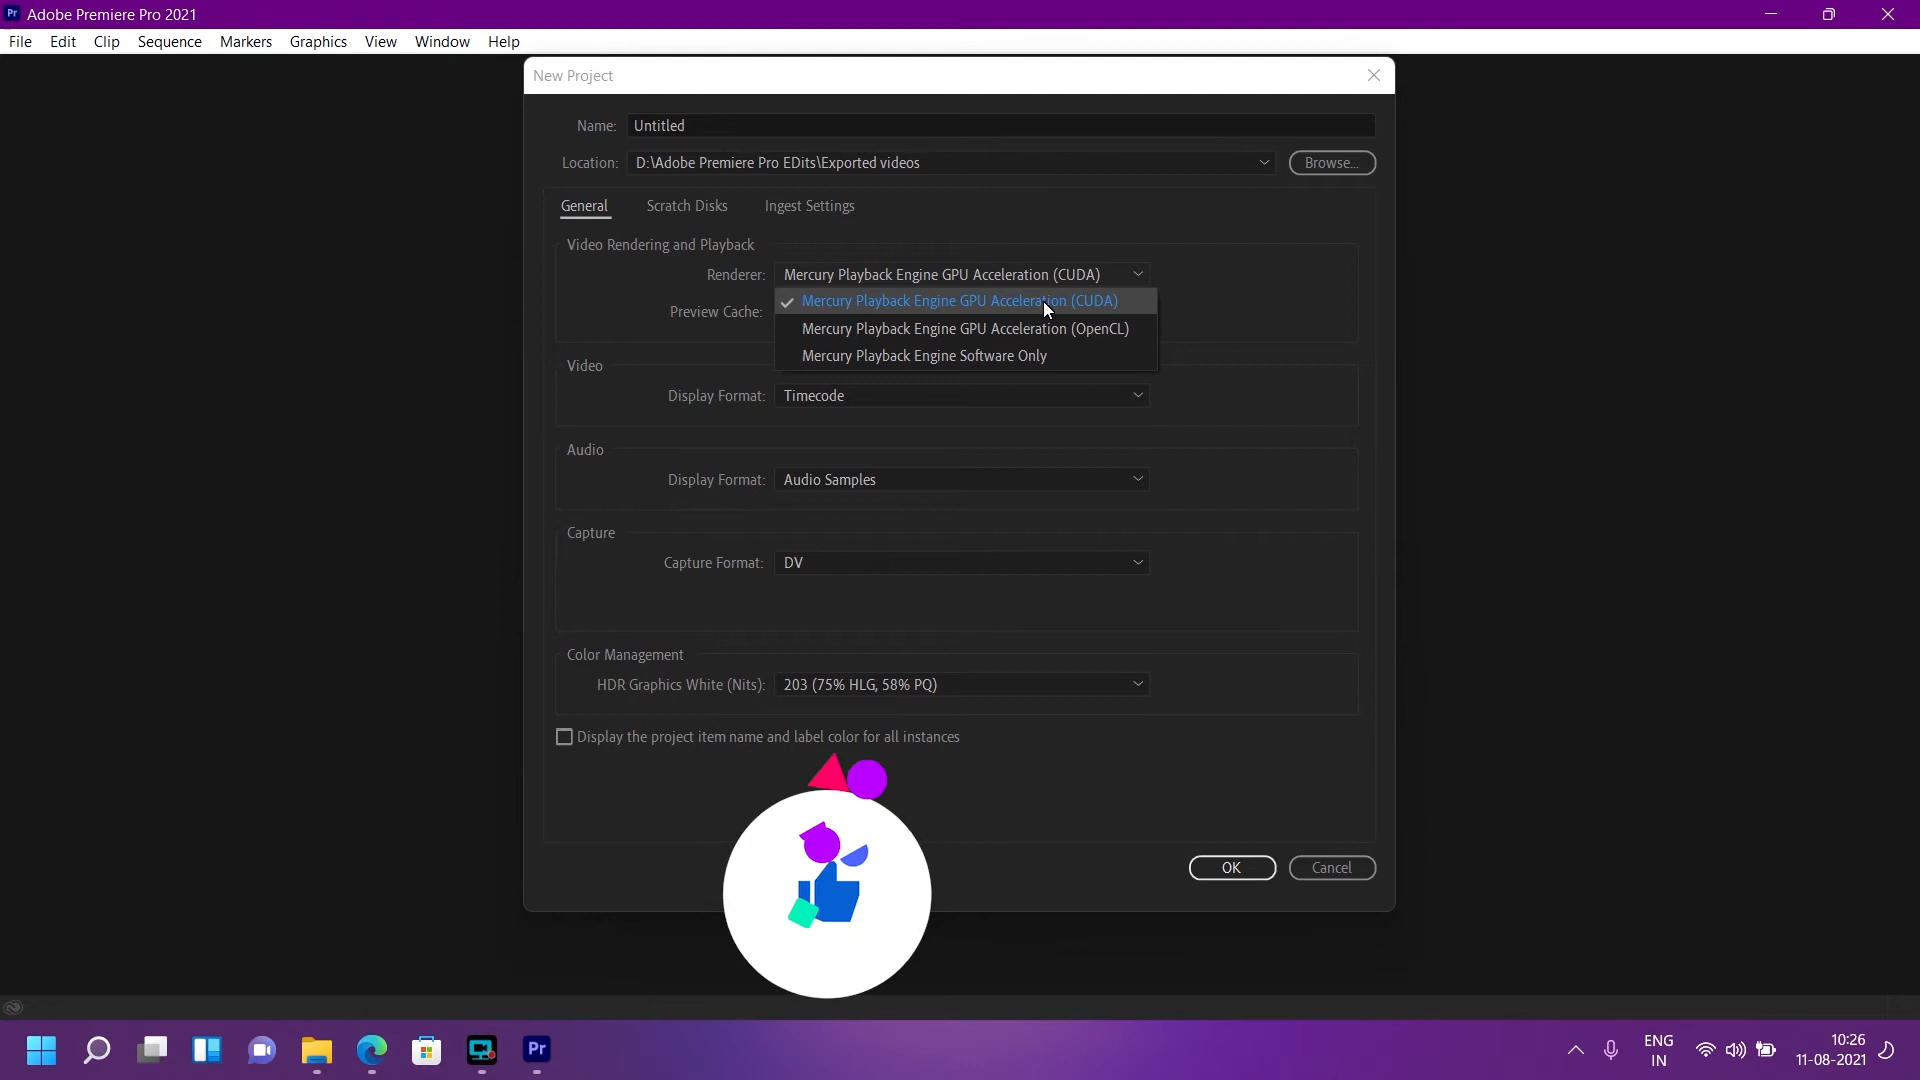 Pr Adobe Premiere Pro 2021
File Edit Clip Sequence Markers Graphics View Window Help
New Project
Name: Untitled
Location: D:\Adobe Premiere Pro EDits\Exported videos Browse...
General Scratch Disks Ingest Settings
Video Rendering and Playback
Renderer: Mercury Playback Engine GPU Acceleration (CUDA)
Mercury Playback Engine GPU Acceleration (CUDA)
Preview Cache:
Mercury Playback Engine GPU Acceleration (OpenCL)
Mercury Playback Engine Software Only
Video
Display Format: Timecode
Audio
Display Format: Audio Samples
Capture
Capture Format: DV
Color Management
HDR Graphics White (Nits): 203 (75% HLG, 58% PQ)
Display the project item name and label color for all instances
OK Cancel
Pr
ENG
IN
10:26
11-08-2021